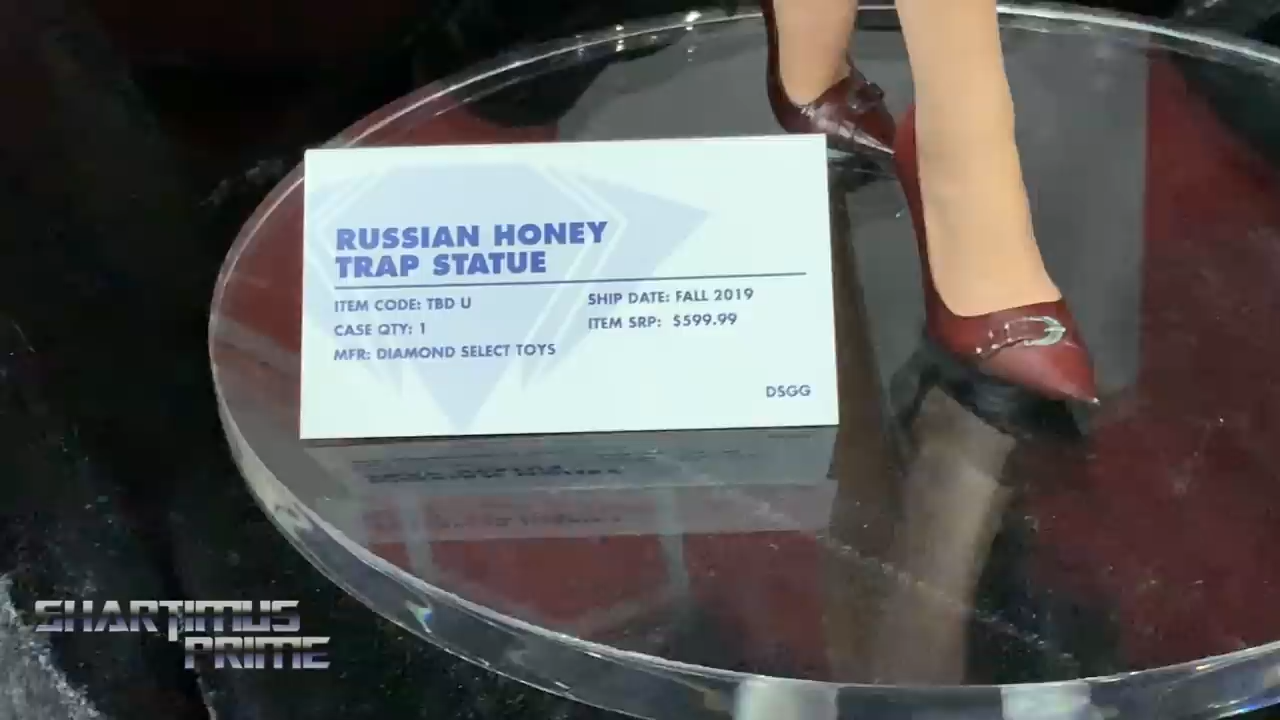 RUSSIAN HONEY
TRAP STATUE
ITEM CODE: TBD U
SHIP DATE: FALL 2019
CASE QTY: 1
ITEM SRP: $599.99
MFR: DIAMOND SELECT TOYS
DSGG
SHARTIMUS
PRIME